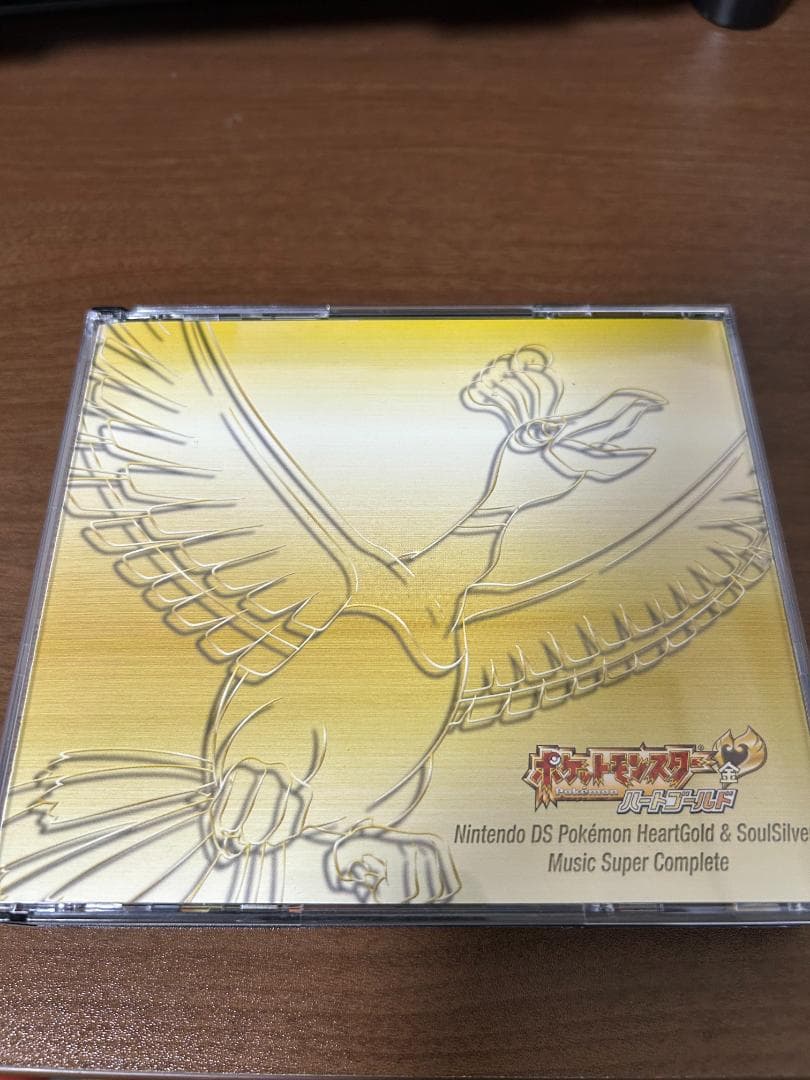 ポケットモンスター
Pokémon
金
ハートゴールド
Nintendo DS Pokémon HeartGold & SoulSilve
Music Super Complete